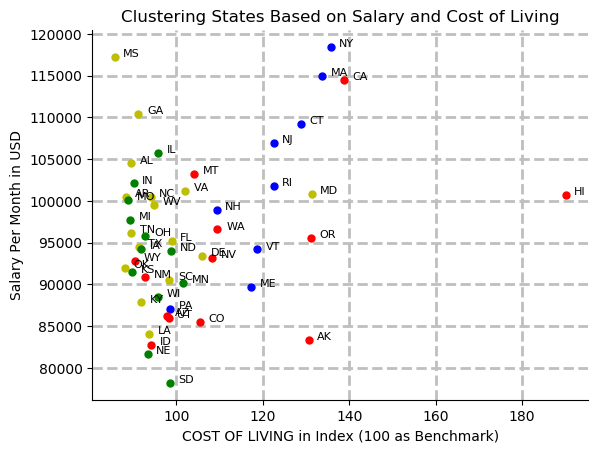 Clustering States Based on Salary and Cost of Living
120000
115000
110000
105000
100000
95000
90000
85000
80000
Salary Per Month in USD
NY
MS
MA
CA
GA
CT
NJ
IL
AL
MT
IN
RI
VA
HI
MD
AR
NC
MO
WV
NH
MI
WA
TN
OH
OR
FL
TX
IA
ND
VT
DE
NV
WY
OK
KS
NM
SC
MN
ME
WI
KY
PA
AZ
UT
CO
LA
AK
ID
NE
SD
100
120
140
160
180
COST OF LIVING in Index (100 as Benchmark)